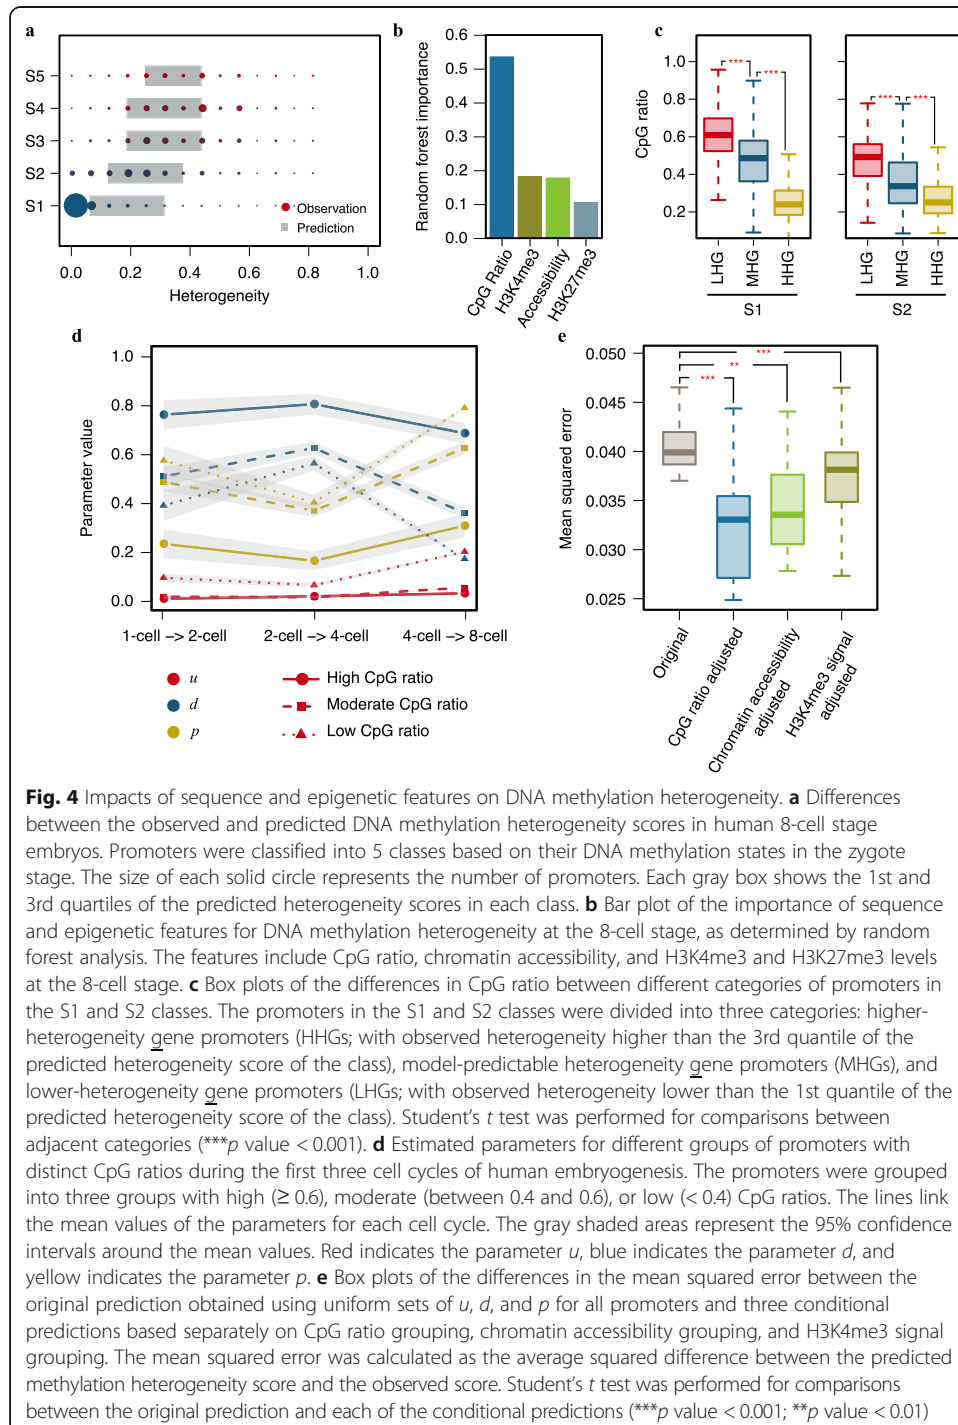 a
S5
S4
S3
S2
S1
Observation
Prediction
0.0 0.2 0.4 0.6 0.8 1.0
Heterogeneity
b
Random forest importance
0.6
0.5
0.4
0.3
0.2
0.1
0.0
CpG Ratio
H3K4me3
Accessibility
H3K27me3
c
CpG ratio
1.0
0.8
0.6
0.4
0.2
*** ***
*** ***
LHG MHG HHG
LHG MHG HHG
S1 S2
d
Parameter value
1.0
0.8
0.6
0.4
0.2
0.0
1-cell –> 2-cell 2-cell –> 4-cell 4-cell –> 8-cell
u High CpG ratio
d Moderate CpG ratio
p Low CpG ratio
e
Mean squared error
0.050
0.045
0.040
0.035
0.030
0.025
***
**
***
Original
CpG ratio adjusted
Chromatin accessibility
adjusted
H3K4me3 signal
adjusted
Fig. 4 Impacts of sequence and epigenetic features on DNA methylation heterogeneity. a Differences
between the observed and predicted DNA methylation heterogeneity scores in human 8-cell stage
embryos. Promoters were classified into 5 classes based on their DNA methylation states in the zygote
stage. The size of each solid circle represents the number of promoters. Each gray box shows the 1st and
3rd quartiles of the predicted heterogeneity scores in each class. b Bar plot of the importance of sequence
and epigenetic features for DNA methylation heterogeneity at the 8-cell stage, as determined by random
forest analysis. The features include CpG ratio, chromatin accessibility, and H3K4me3 and H3K27me3 levels
at the 8-cell stage. c Box plots of the differences in CpG ratio between different categories of promoters in
the S1 and S2 classes. The promoters in the S1 and S2 classes were divided into three categories: higher-
heterogeneity gene promoters (HHGs; with observed heterogeneity higher than the 3rd quantile of the
predicted heterogeneity score of the class), model-predictable heterogeneity gene promoters (MHGs), and
lower-heterogeneity gene promoters (LHGs; with observed heterogeneity lower than the 1st quantile of the
predicted heterogeneity score of the class). Student's t test was performed for comparisons between
adjacent categories (***p value < 0.001). d Estimated parameters for different groups of promoters with
distinct CpG ratios during the first three cell cycles of human embryogenesis. The promoters were grouped
into three groups with high (≥ 0.6), moderate (between 0.4 and 0.6), or low (< 0.4) CpG ratios. The lines link
the mean values of the parameters for each cell cycle. The gray shaded areas represent the 95% confidence
intervals around the mean values. Red indicates the parameter u, blue indicates the parameter d, and
yellow indicates the parameter p. e Box plots of the differences in the mean squared error between the
original prediction obtained using uniform sets of u, d, and p for all promoters and three conditional
predictions based separately on CpG ratio grouping, chromatin accessibility grouping, and H3K4me3 signal
grouping. The mean squared error was calculated as the average squared difference between the predicted
methylation heterogeneity score and the observed score. Student's t test was performed for comparisons
between the original prediction and each of the conditional predictions (***p value < 0.001; **p value < 0.01)